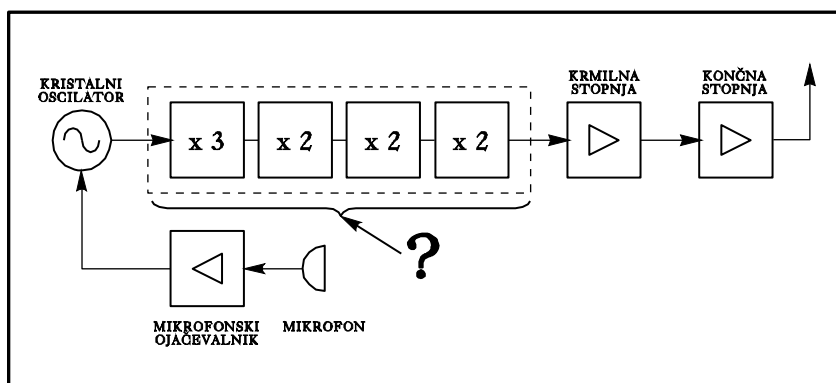 KRISTALNI
OSCILATOR
x 3
x 2
x 2
x 2
KRMILNA
STOPNJA
KONČNA
STOPNJA
?
MIKROFONSKI
OJAČEVALNIK
MIKROFON